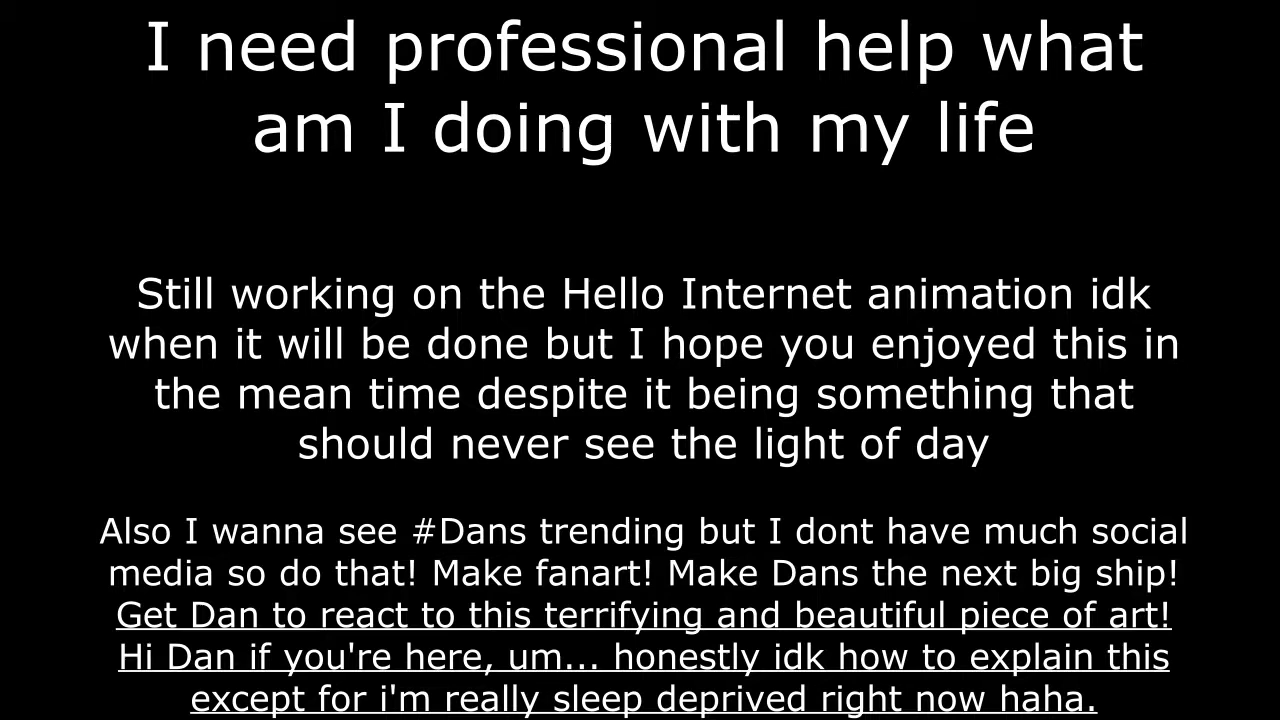 I need professional help what
am I doing with my life
Still working on the Hello Internet animation idk
when it will be done but I hope you enjoyed this in
the mean time despite it being something that
should never see the light of day
Also I wanna see #Dans trending but I dont have much social
media so do that! Make fanart! Make Dans the next big ship!
Get Dan to react to this terrifying and beautiful piece of art!
Hi Dan if you're here, um... honestly idk how to explain this
except for i'm really sleep deprived right now haha.